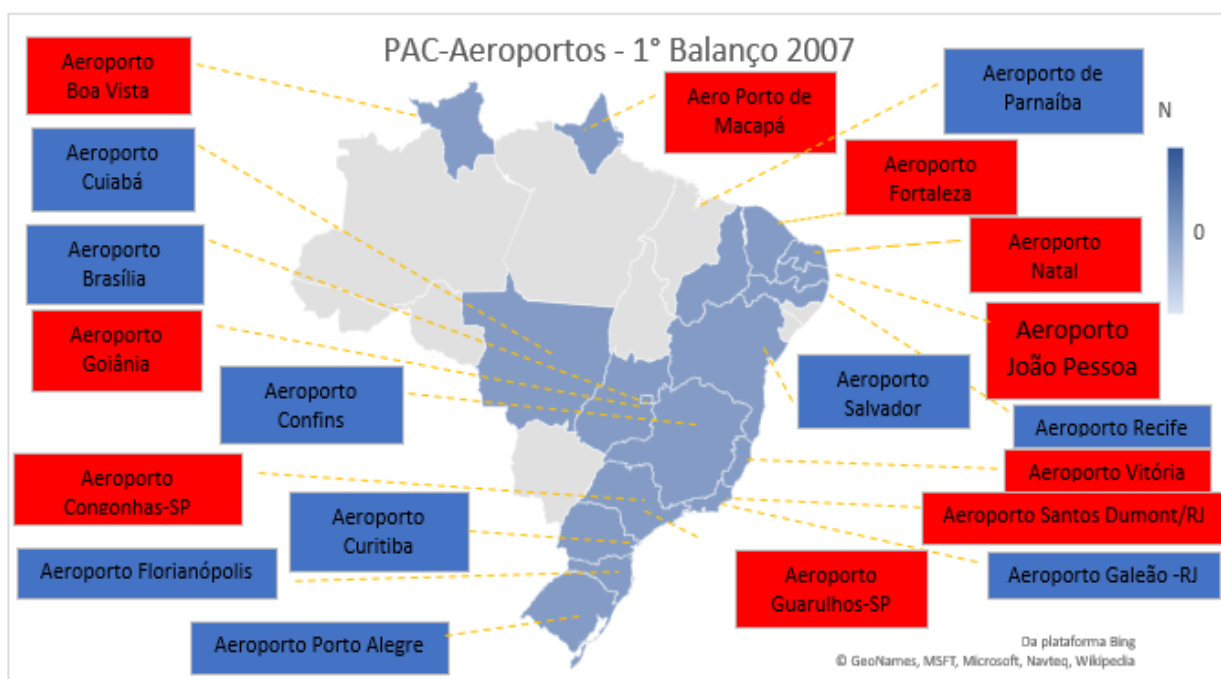 PAC-Aeroportos - 1° Balanço 2007
Aeroporto
Boa Vista
Aero Porto de
Macapá
Aeroporto de
Parnaíba
N
Aeroporto
Cuiabá
Aeroporto
Fortaleza
0
Aeroporto
Brasília
Aeroporto
Natal
Aeroporto
Goiânia
Aeroporto
João Pessoa
Aeroporto
Confins
Aeroporto
Salvador
Aeroporto Recife
Aeroporto Vitória
Aeroporto
Congonhas-SP
Aeroporto
Curitiba
Aeroporto Santos Dumont/RJ
Aeroporto Florianópolis
Aeroporto
Guarulhos-SP
Aeroporto Galeão -RJ
Aeroporto Porto Alegre
Da plataforma Bing
© GeoNames, MSFT, Microsoft, Navteq, Wikipedia